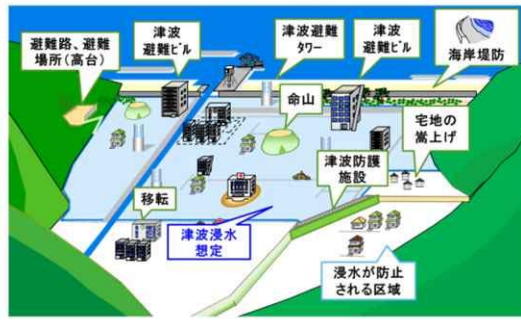 避難路、避難
場所(高台)
津波
避難ビル
津波避難
タワー
津波
避難ビル
海岸堤防
命山
宅地の
嵩上げ
津波防護
施設
移転
津波浸水
想定
浸水が防止
される区域